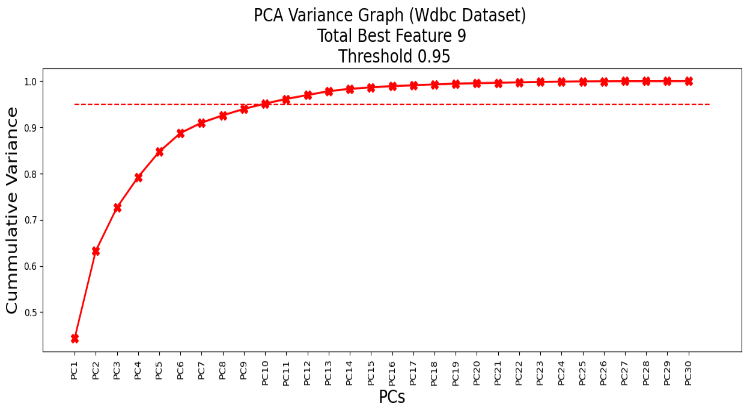 PCA Variance Graph (Wdbc Dataset)
Total Best Feature 9
Threshold 0.95
Cummulative Variance
1.0
0.9
0.8
0.7
0.6
0.5
PC1 PC2 PC3 PC4 PC5 PC6 PC7 PC8 PC9 PC10 PC11 PC12 PC13 PC14 PC15 PC16 PC17 PC18 PC19 PC20 PC21 PC22 PC23 PC24 PC25 PC26 PC27 PC28 PC29 PC30
PCs